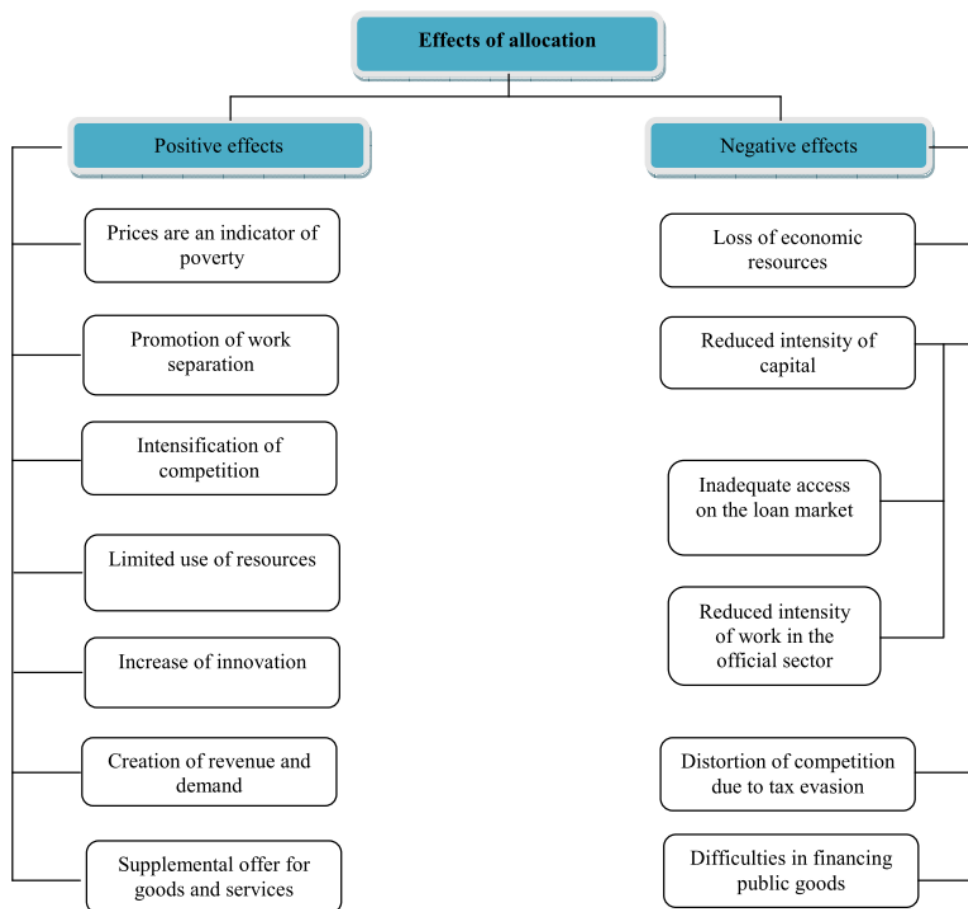 Effects of allocation
Positive effects
Negative effects
Prices are an indicator of
poverty
Promotion of work
separation
Intensification of
competition
Limited use of resources
Increase of innovation
Creation of revenue and
demand
Supplemental offer for
goods and services
Loss of economic
resources
Reduced intensity of
capital
Inadequate access
on the loan market
Reduced intensity
of work in the
official sector
Distortion of competition
due to tax evasion
Difficulties in financing
public goods